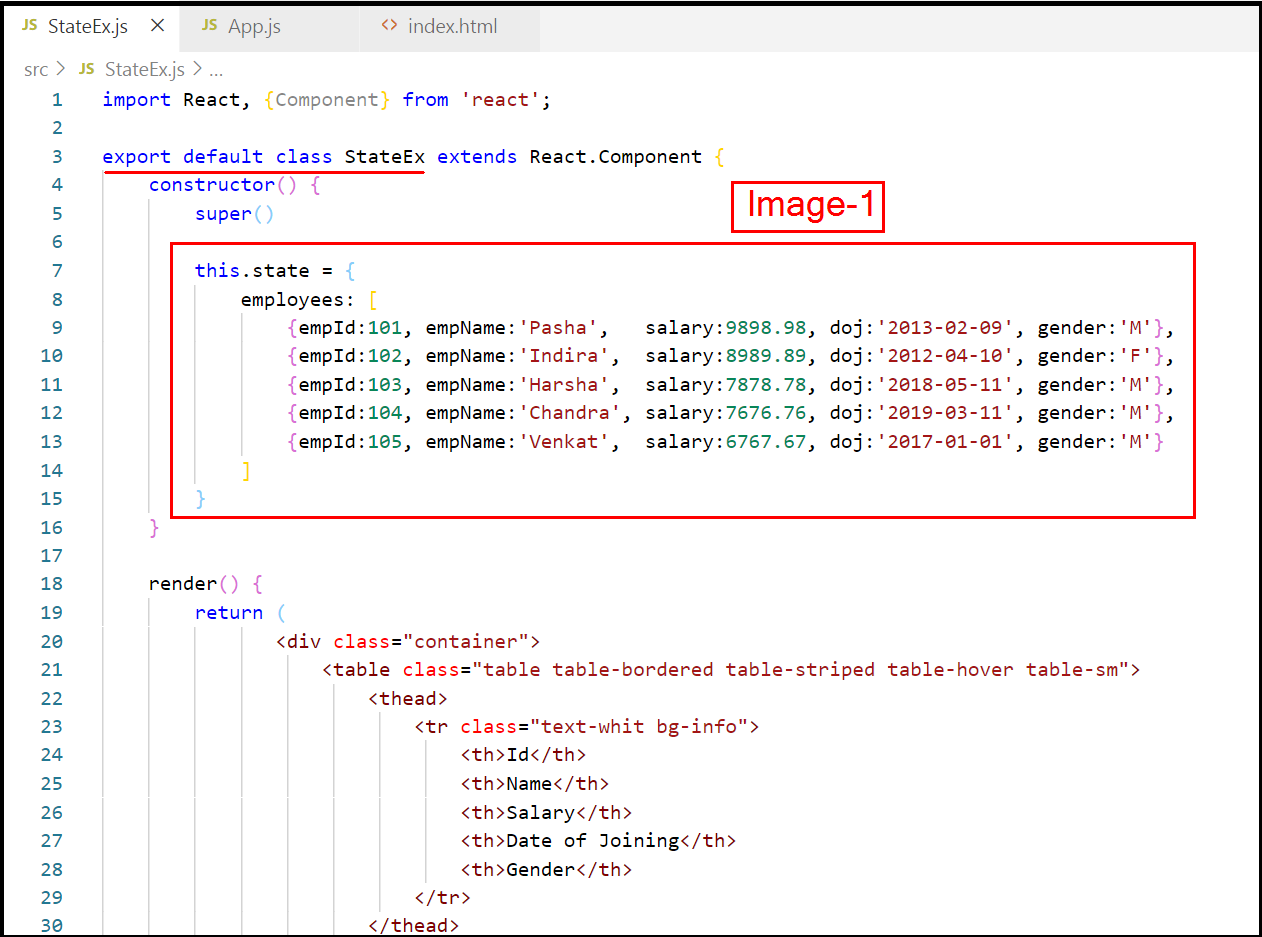 JS StateEx.js × JS App.js <> index.html
src > JS StateEx.js > ...
1 import React, {Component} from 'react';
2
3 export default class StateEx extends React.Component {
4 constructor() {
Image-1
5 super()
6
7 this.state = {
8 employees: [
9 {empId:101, empName:'Pasha', salary:9898.98, doj:'2013-02-09', gender:'M'},
10 {empId:102, empName:'Indira', salary:8989.89, doj:'2012-04-10', gender:'F'},
11 {empId:103, empName:'Harsha', salary:7878.78, doj:'2018-05-11', gender:'M'},
12 {empId:104, empName:'Chandra', salary:7676.76, doj:'2019-03-11', gender:'M'},
13 {empId:105, empName:'Venkat', salary:6767.67, doj:'2017-01-01', gender:'M'}
14 ]
15 }
16 }
17
18 render() {
19 return (
20 <div class="container">
21 <table class="table table-bordered table-striped table-hover table-sm">
22 <thead>
23 <tr class="text-whit bg-info">
24 <th>Id</th>
25 <th>Name</th>
26 <th>Salary</th>
27 <th>Date of Joining</th>
28 <th>Gender</th>
29 </tr>
30 </thead>